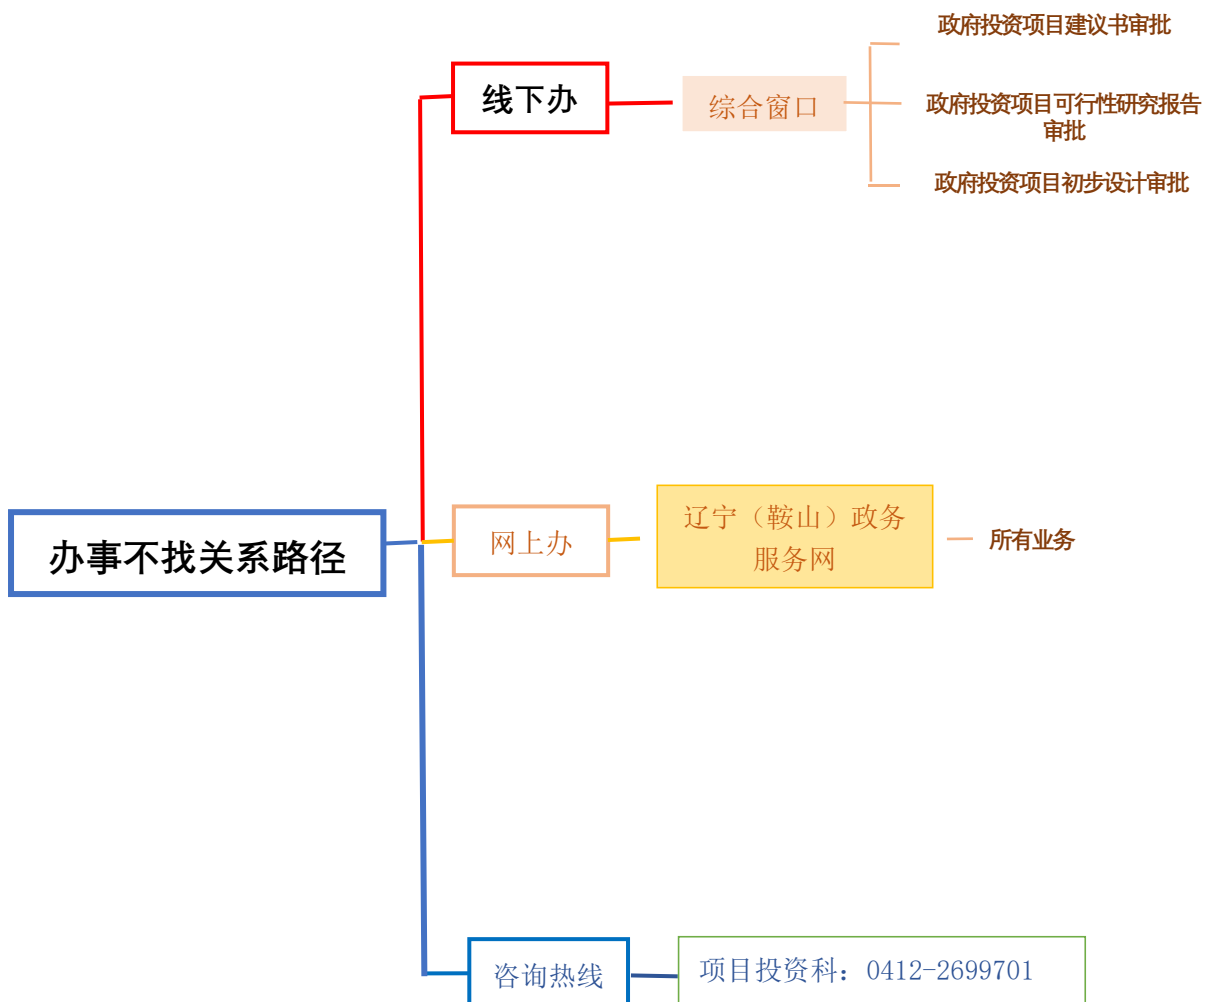 政府投资项目建议书审批
线下办
综合窗口
政府投资项目可行性研究报告
审批
政府投资项目初步设计审批
办事不找关系路径
网上办
辽宁（鞍山）政务
服务网
所有业务
咨询热线
项目投资科：0412-2699701